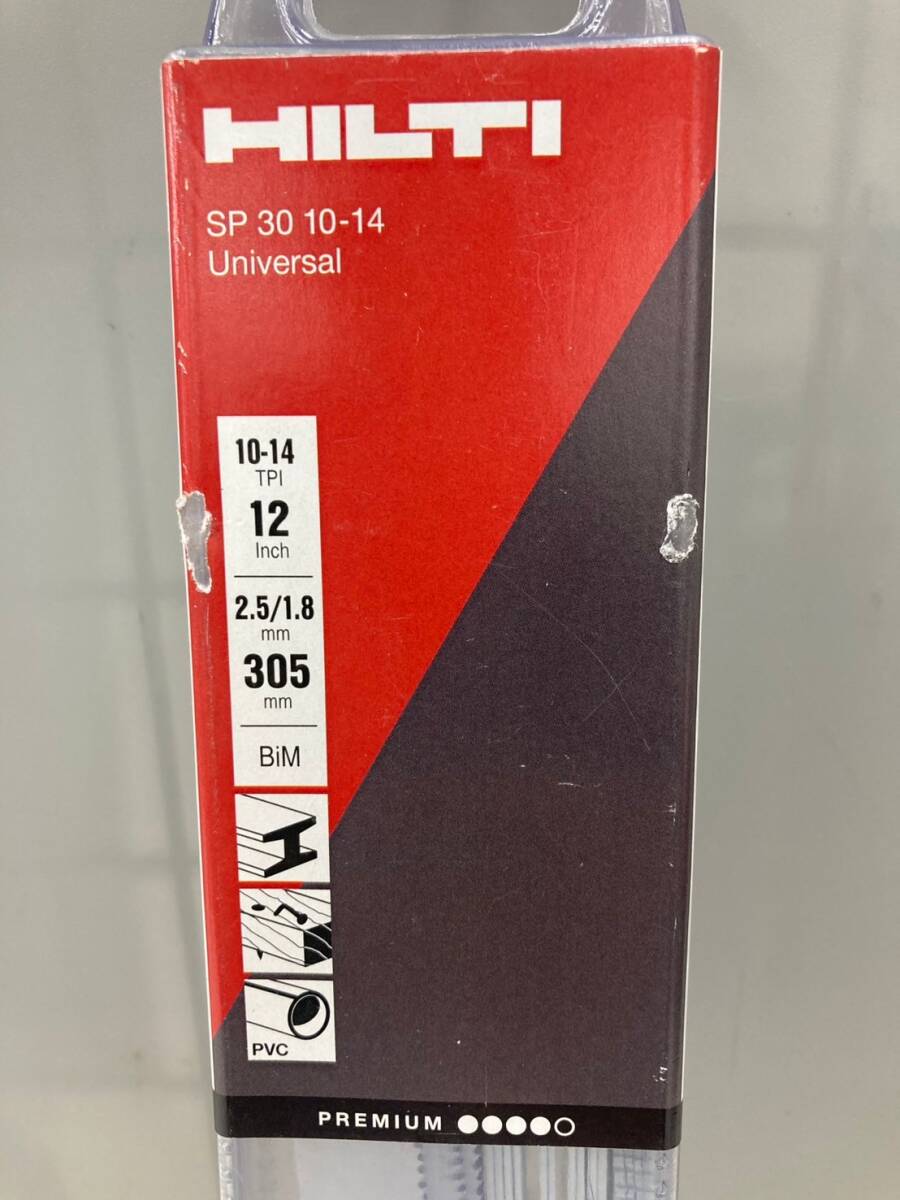 HILTI
SP 30 10-14
Universal
10-14
TPI
12
Inch
2.5/1.8
mm
305
mm
BiM
PVC
PREMIUM